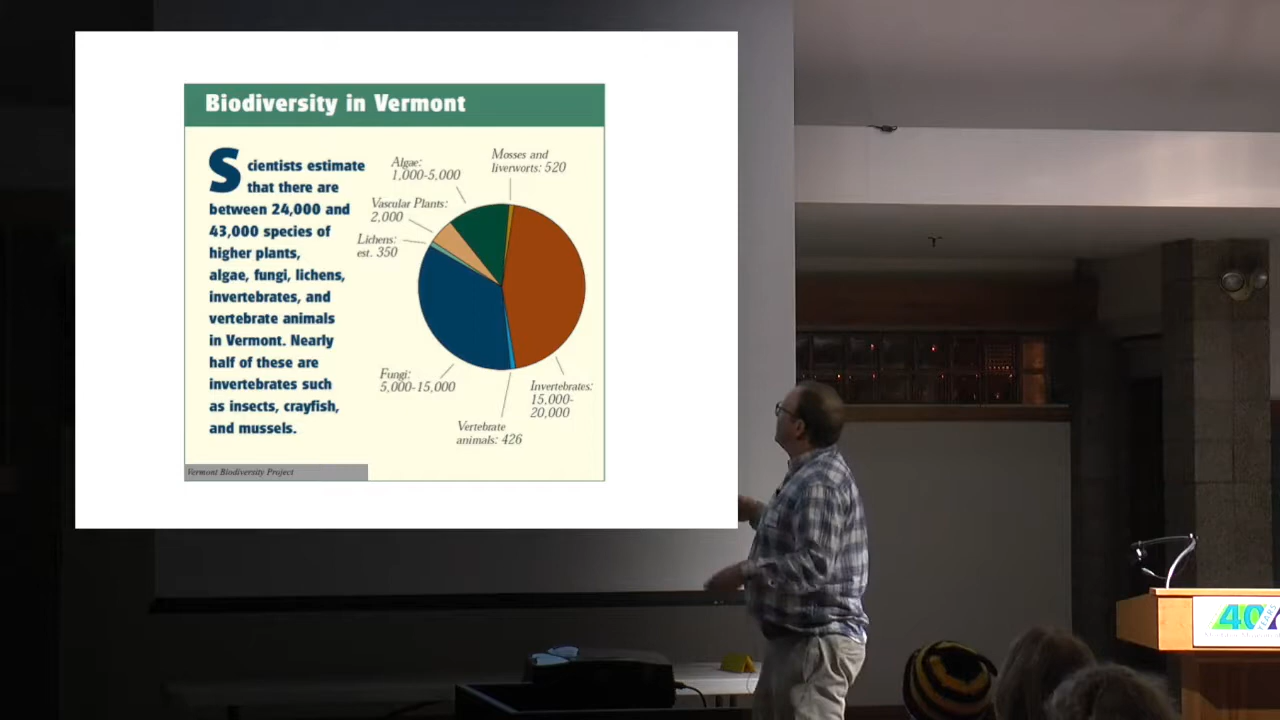 Biodiversity in Vermont
Scientists estimate
that there are
between 24,000 and
43,000 species of
higher plants,
algae, fungi, lichens,
invertebrates, and
vertebrate animals
in Vermont. Nearly
half of these are
invertebrates such
as insects, crayfish,
and mussels.
Algae:
1,000-5,000
Mosses and
liverworts: 520
Vascular Plants:
2,000
Lichens:
est. 350
Fungi:
5,000-15,000
Invertebrates:
15,000-
20,000
Vertebrate
animals: 426
Vermont Biodiversity Project
40
YEARS